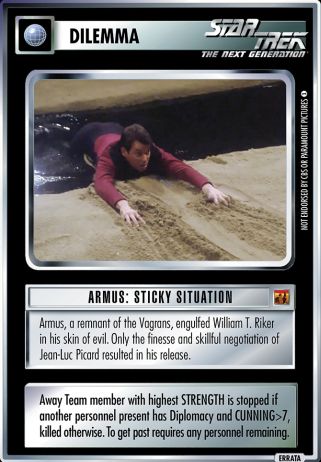 DILEMMA
STAR TREK
THE NEXT GENERATION
NOT ENDORSED BY CBS OR PARAMOUNT PICTURES
ARMUS: STICKY SITUATION
Armus, a remnant of the Vagrans, engulfed William T. Riker
in his skin of evil. Only the finesse and skillful negotiation of
Jean-Luc Picard resulted in his release.
Away Team member with highest STRENGTH is stopped if
another personnel present has Diplomacy and CUNNING>7,
killed otherwise. To get past requires any personnel remaining.
ERRATA